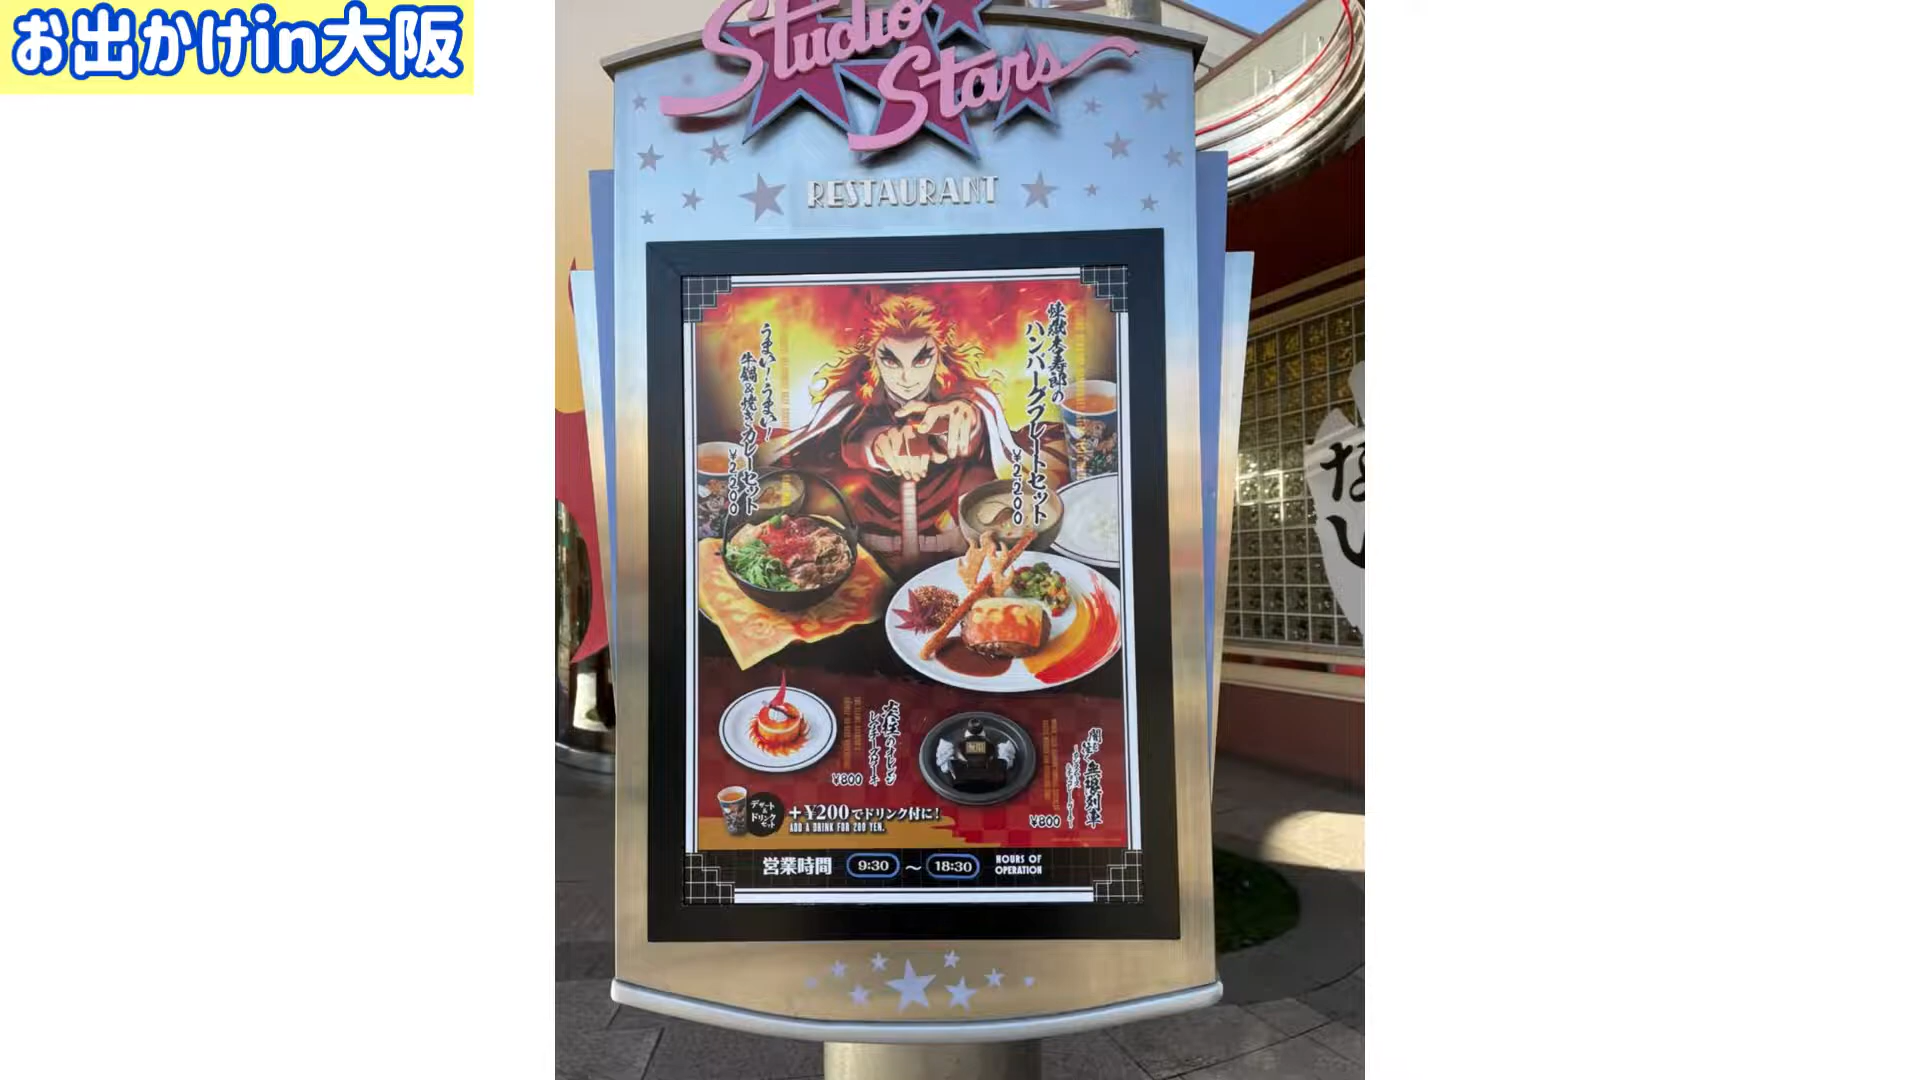 お出かけin大阪
Studio
Stars
RESTAURANT
煉獄杏寿郎の
ハンバーグプレートセット
¥2200
うまい!うまい!
牛鍋&焼きカレーセット
¥2200
炎柱のオレンジ
レアチーズケーキ
¥800
無限列車
¥800
デザート
&
ドリンク
セット
+¥200でドリンク付に!
ADD A DRINK FOR 200 YEN.
営業時間 9:30 〜 18:30 HOURS OF
OPERATION
なし